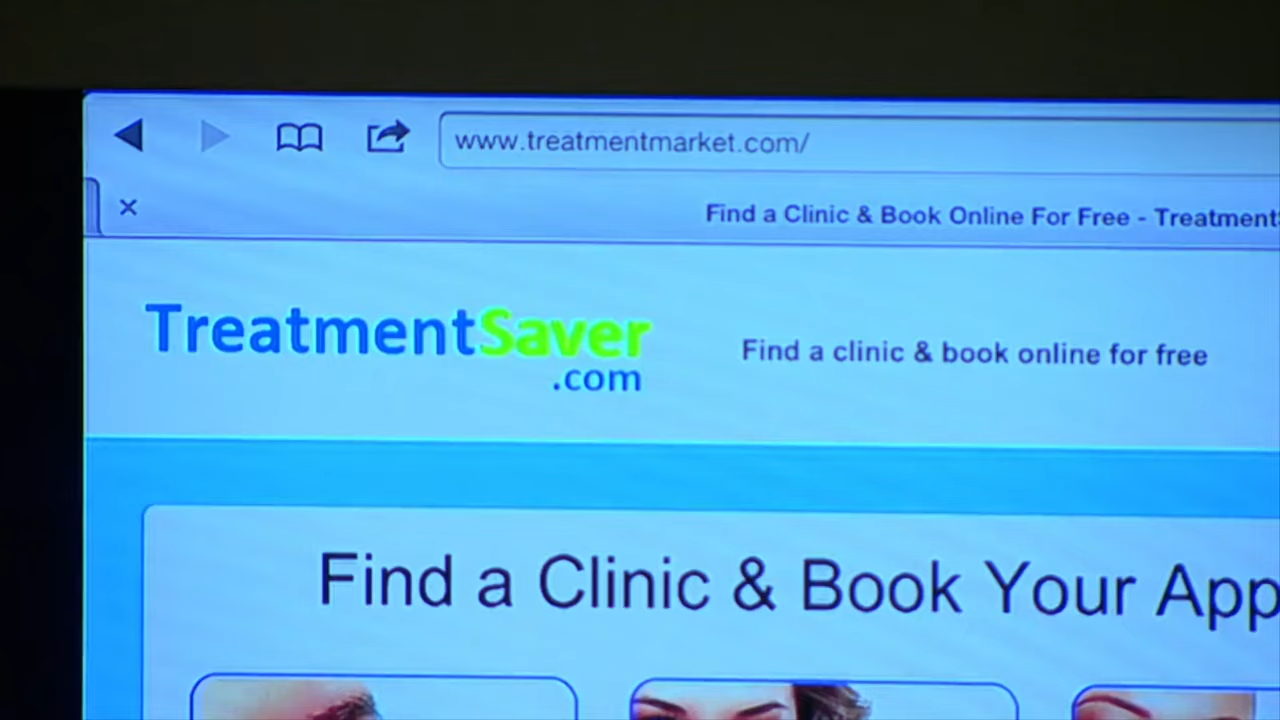 www.treatmentmarket.com/
Find a Clinic & Book Online For Free - Treatment
TreatmentSaver
.com
Find a clinic & book online for free
Find a Clinic & Book Your App